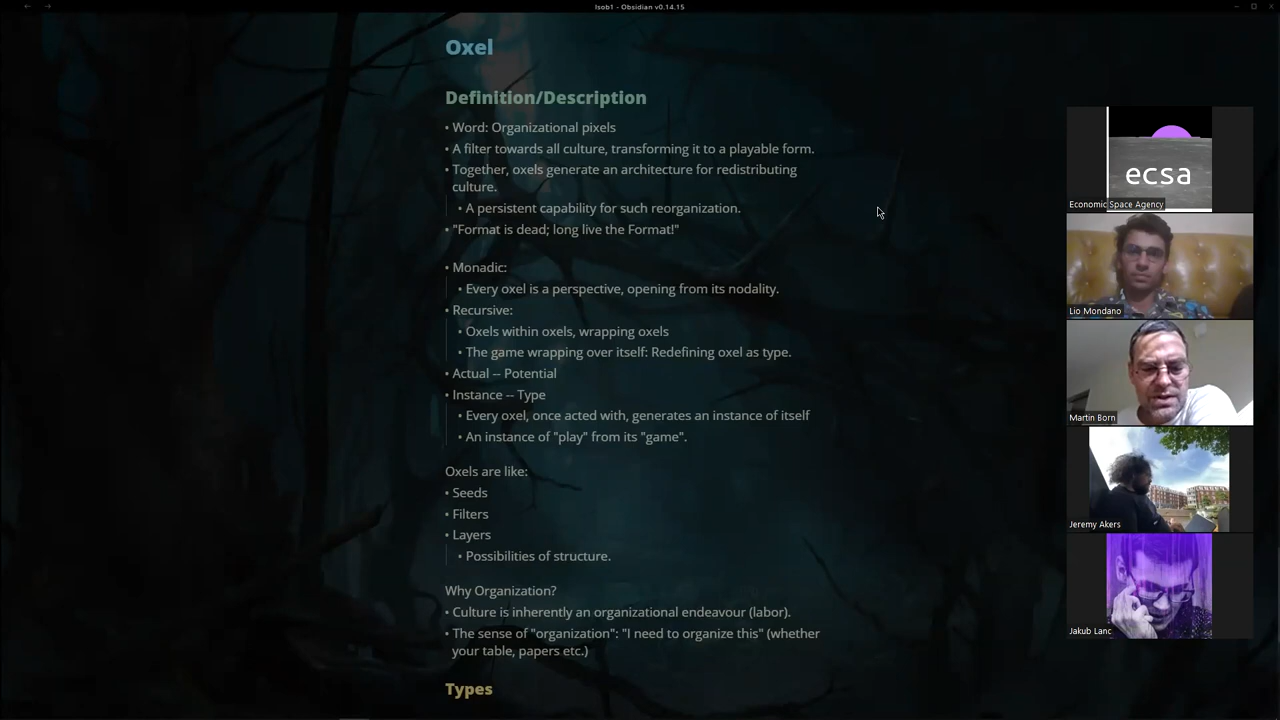 Isob1 - Obsidian v0.14.15
Oxel
Definition/Description
• Word: Organizational pixels
• A filter towards all culture, transforming it to a playable form.
• Together, oxels generate an architecture for redistributing
culture.
• A persistent capability for such reorganization.
• "Format is dead; long live the Format!"
• Monadic:
• Every oxel is a perspective, opening from its nodality.
• Recursive:
• Oxels within oxels, wrapping oxels
• The game wrapping over itself: Redefining oxel as type.
• Actual -- Potential
• Instance -- Type
• Every oxel, once acted with, generates an instance of itself
• An instance of "play" from its "game".
Oxels are like:
• Seeds
• Filters
• Layers
• Possibilities of structure.
Why Organization?
• Culture is inherently an organizational endeavour (labor).
• The sense of "organization": "I need to organize this" (whether
your table, papers etc.)
Types
ecsa
Economic Space Agency
Lio Mondano
Martin Born
Jeremy Akers
Jakub Lanc